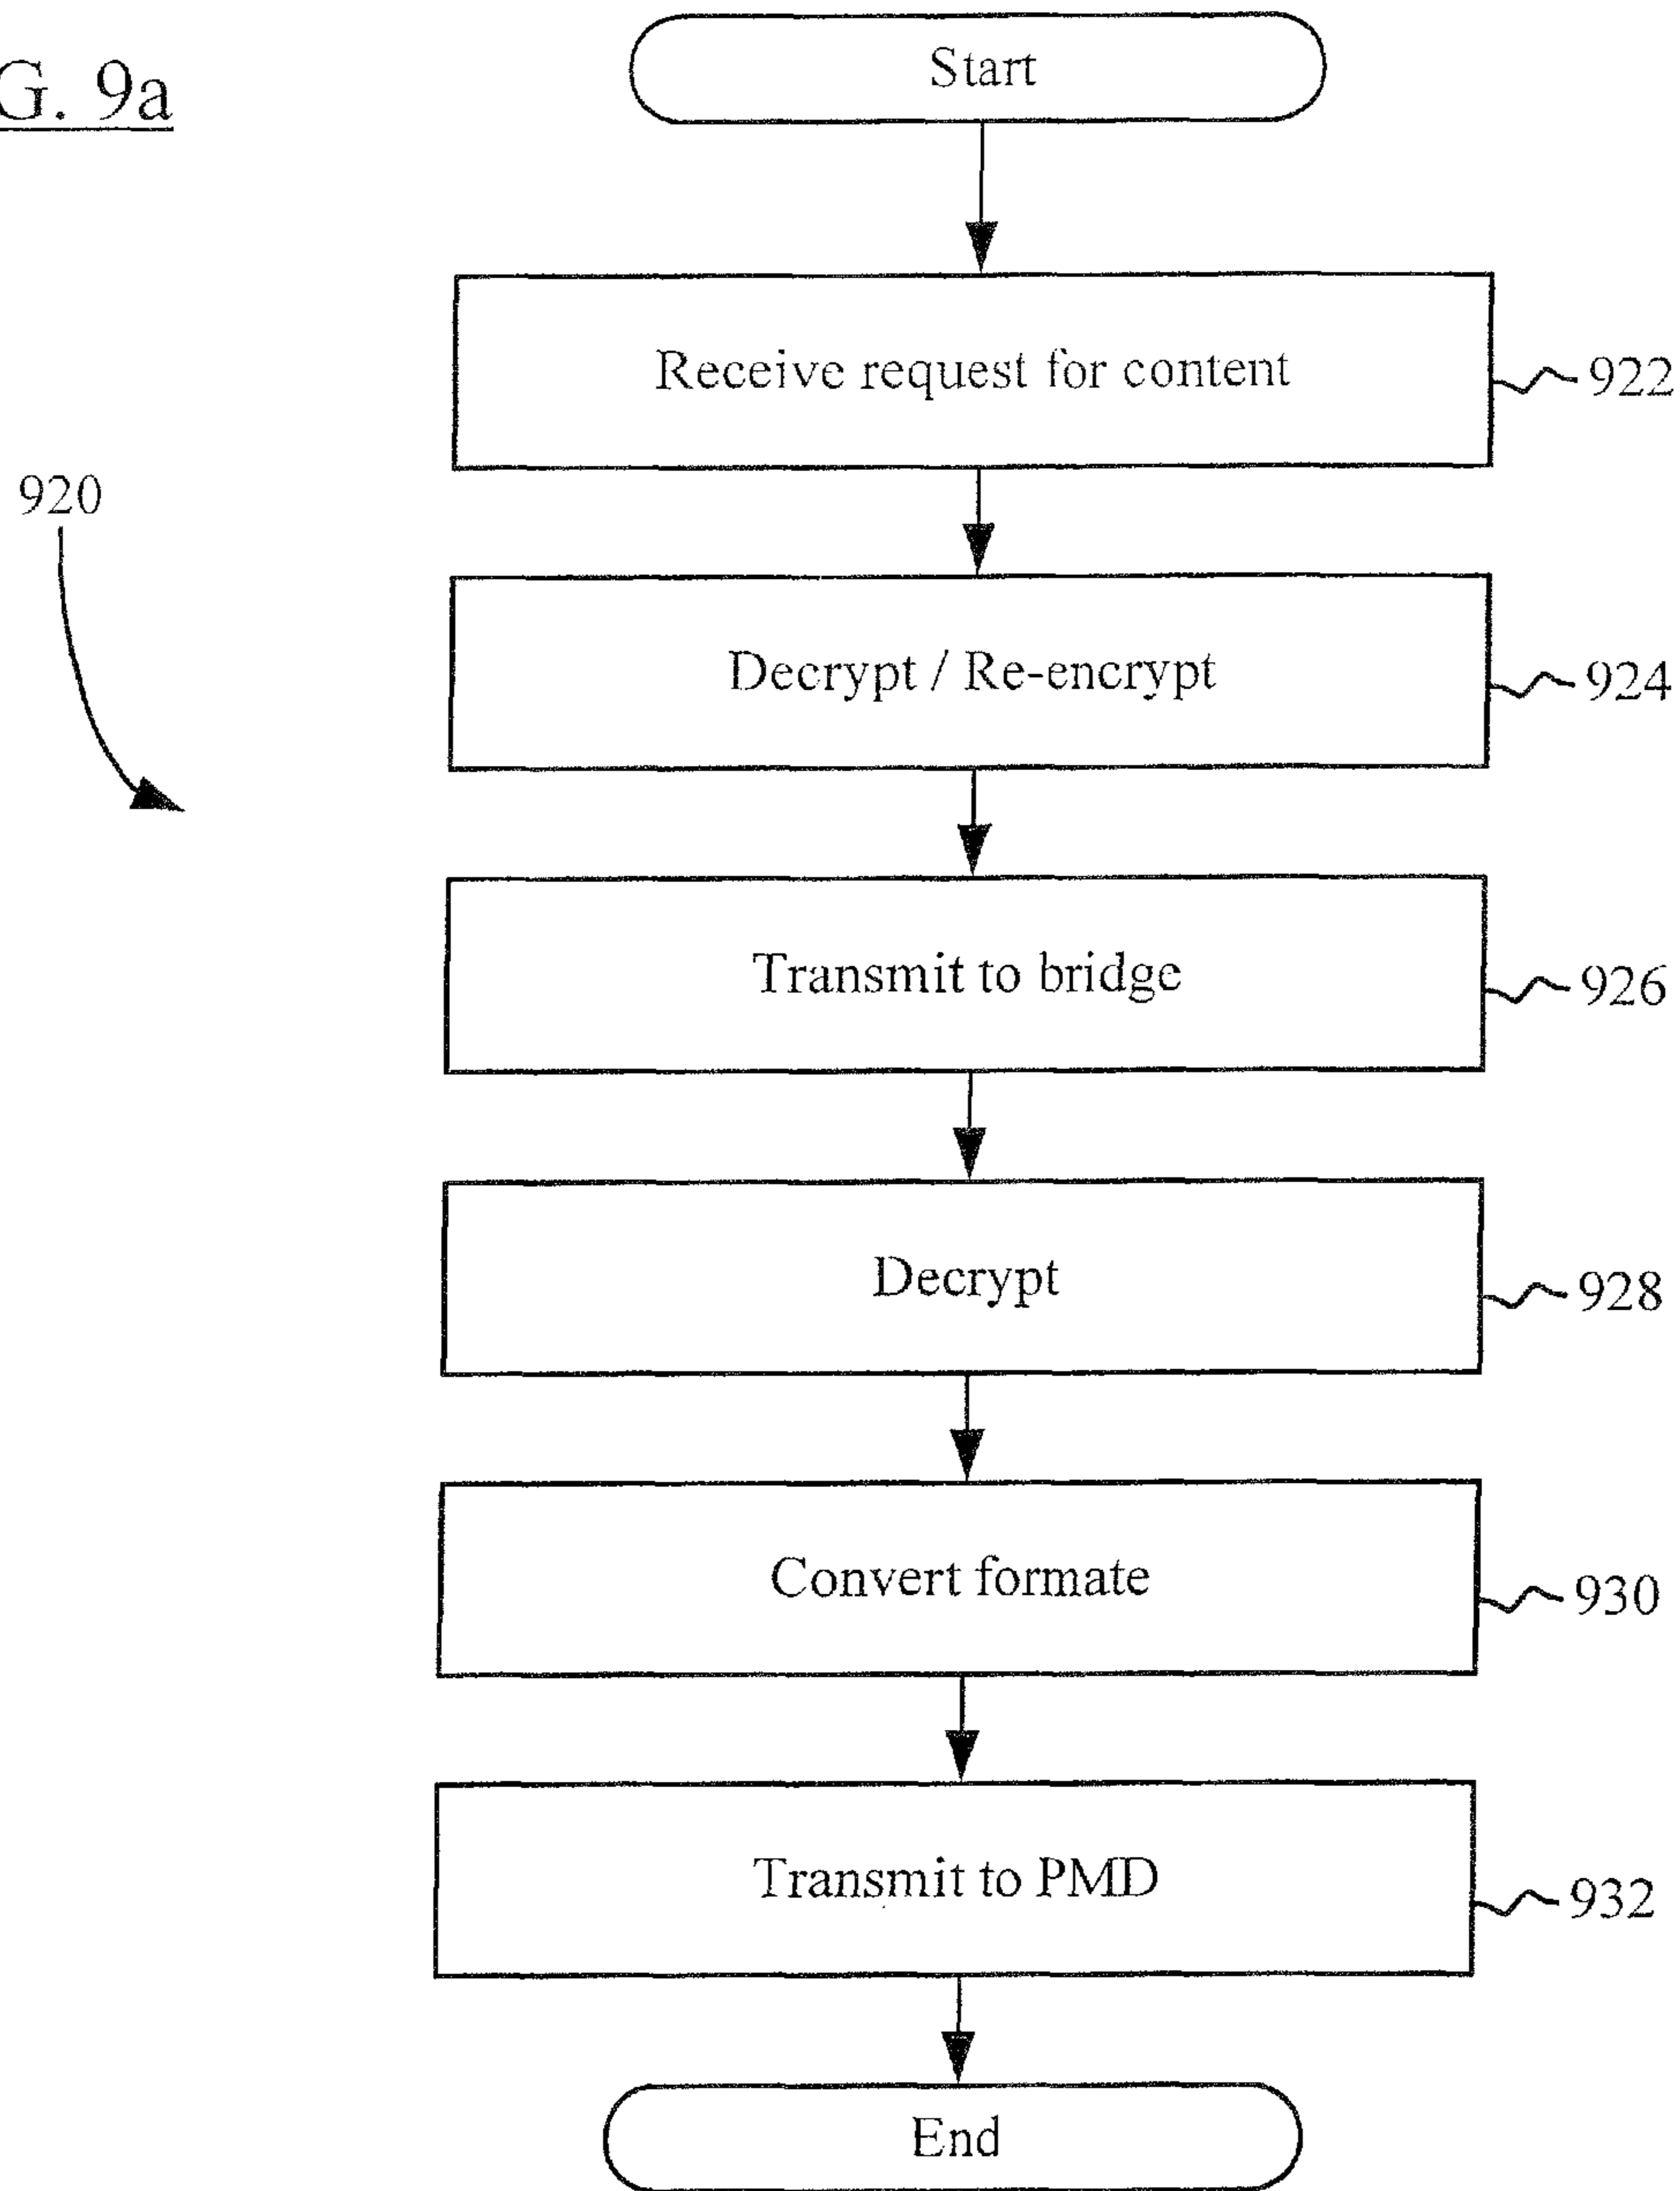 G. 9a
Start
Receive request for content
922
920
Decrypt / Re-encrypt
924
Transmit to bridge
926
Decrypt
928
Convert formate
930
Transmit to PMD
932
End